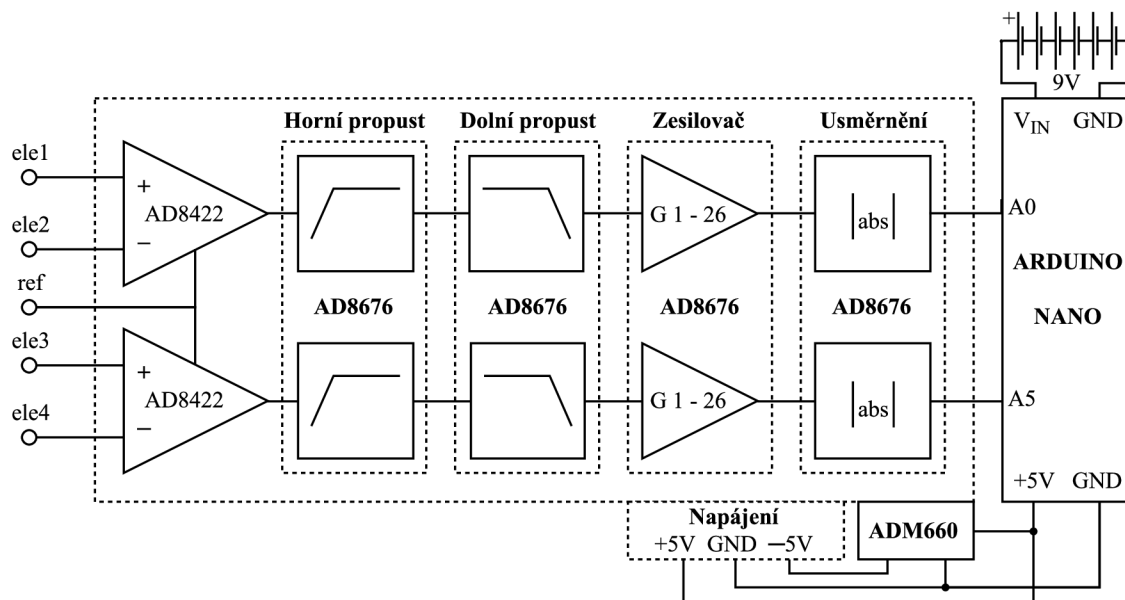 +
9V
Horní propust Dolní propust Zesilovač Usměrnění
V_IN GND
ele1
+
AD8422
−
G 1 - 26
|abs|
A0
ele2
ARDUINO
ref
AD8676 AD8676 AD8676 AD8676
NANO
ele3
+
AD8422
−
G 1 - 26
|abs|
A5
ele4
+5V GND
Napájení
+5V GND −5V
ADM660